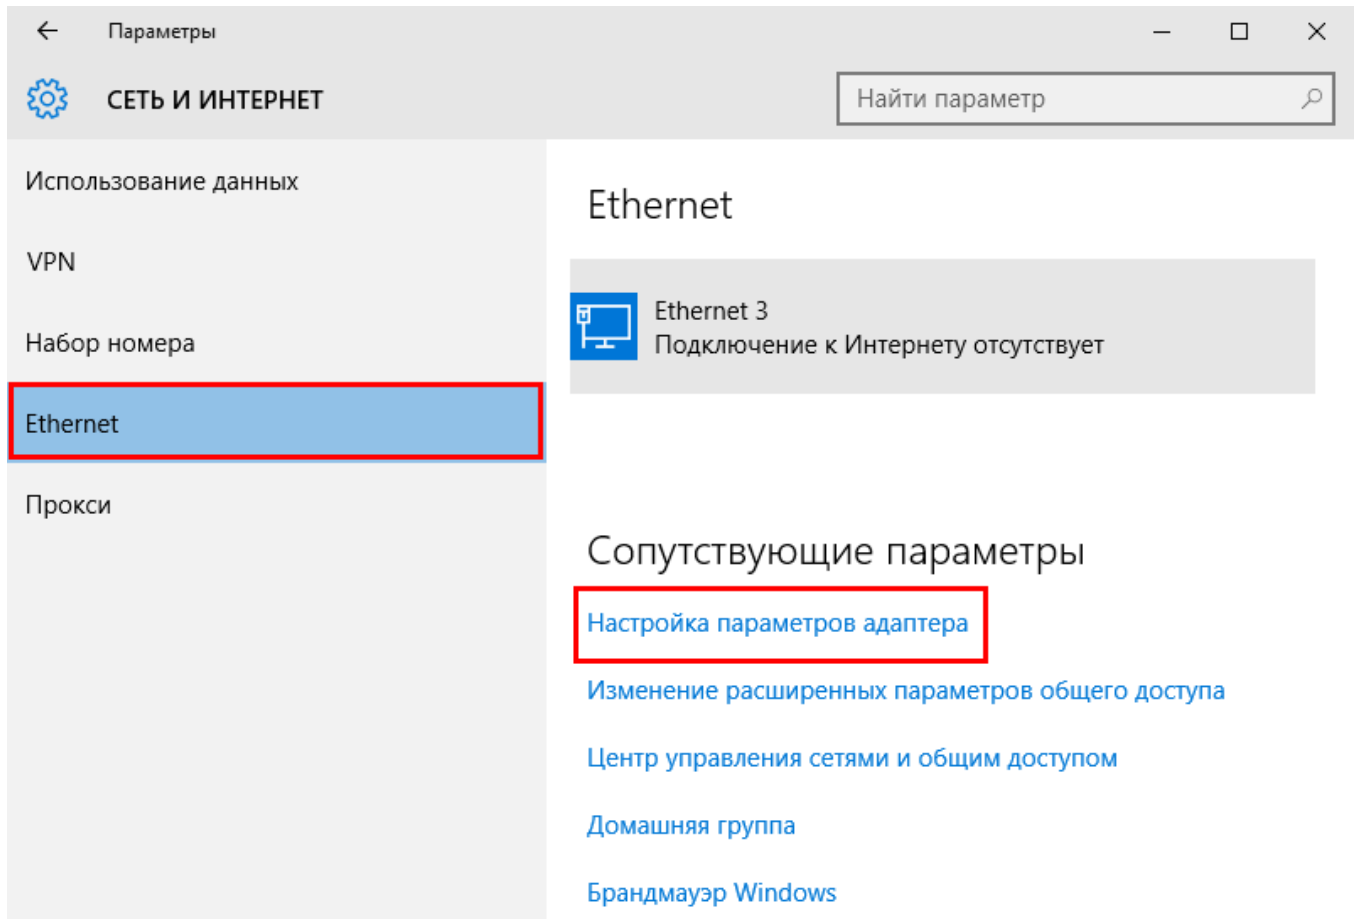 Параметры
СЕТЬ И ИНТЕРНЕТ
Найти параметр
Использование данных
VPN
Набор номера
Ethernet
Прокси
Ethernet
Ethernet 3
Подключение к Интернету отсутствует
Сопутствующие параметры
Настройка параметров адаптера
Изменение расширенных параметров общего доступа
Центр управления сетями и общим доступом
Домашняя группа
Брандмауэр Windows